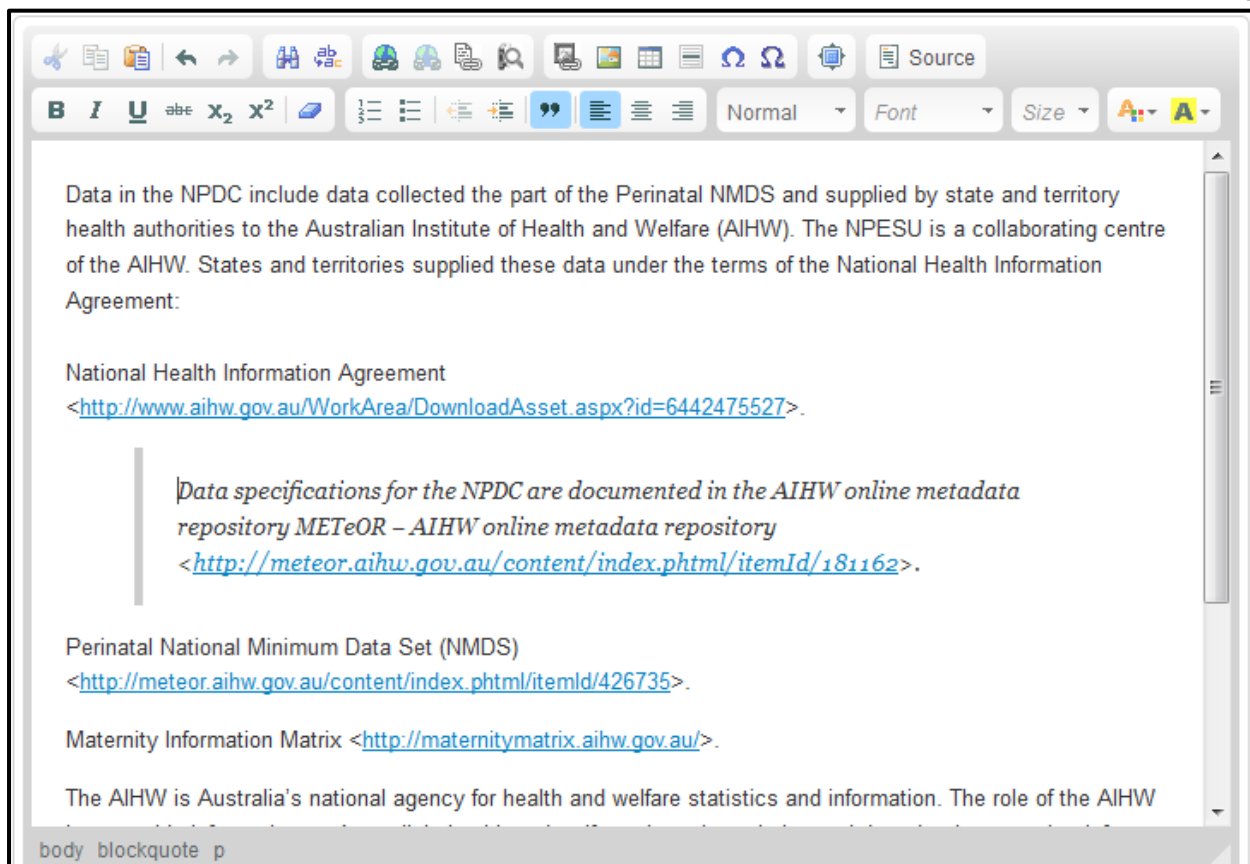 Source
B I U abc X₂ X² Normal Font Size A A
Data in the NPDC include data collected the part of the Perinatal NMDS and supplied by state and territory
health authorities to the Australian Institute of Health and Welfare (AIHW). The NPESU is a collaborating centre
of the AIHW. States and territories supplied these data under the terms of the National Health Information
Agreement:
National Health Information Agreement
<http://www.aihw.gov.au/WorkArea/DownloadAsset.aspx?id=6442475527>.
Data specifications for the NPDC are documented in the AIHW online metadata
repository METeOR – AIHW online metadata repository
<http://meteor.aihw.gov.au/content/index.phtml/itemId/181162>.
Perinatal National Minimum Data Set (NMDS)
<http://meteor.aihw.gov.au/content/index.phtml/itemId/426735>.
Maternity Information Matrix <http://maternitymatrix.aihw.gov.au/>.
The AIHW is Australia's national agency for health and welfare statistics and information. The role of the AIHW
body blockquote p